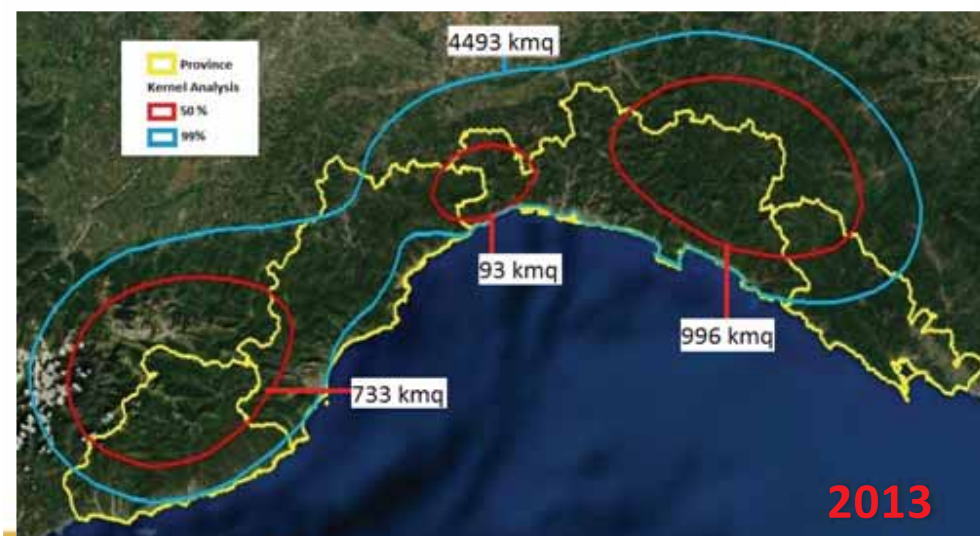 4493 kmq
Province
Kernel Analysis
50 %
99%
93 kmq
996 kmq
733 kmq
2013